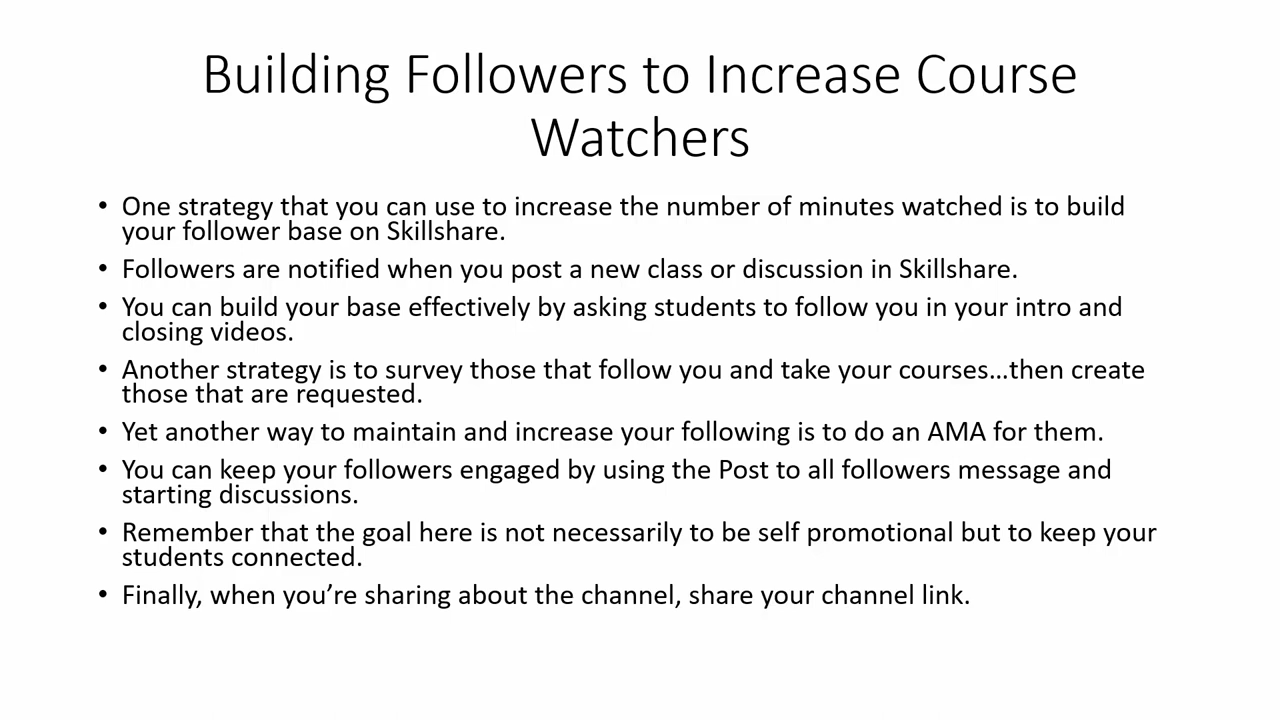 Building Followers to Increase Course
Watchers
• One strategy that you can use to increase the number of minutes watched is to build
your follower base on Skillshare.
• Followers are notified when you post a new class or discussion in Skillshare.
• You can build your base effectively by asking students to follow you in your intro and
closing videos.
• Another strategy is to survey those that follow you and take your courses…then create
those that are requested.
• Yet another way to maintain and increase your following is to do an AMA for them.
• You can keep your followers engaged by using the Post to all followers message and
starting discussions.
• Remember that the goal here is not necessarily to be self promotional but to keep your
students connected.
• Finally, when you’re sharing about the channel, share your channel link.